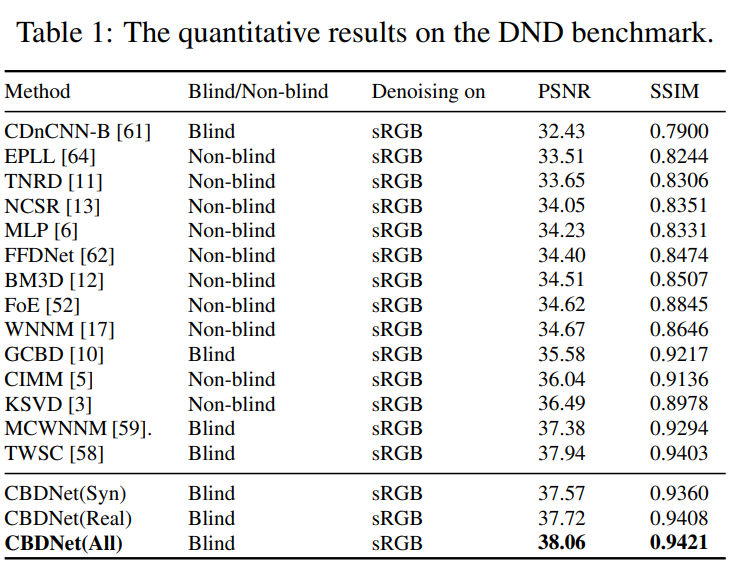 Table 1: The quantitative results on the DND benchmark.
Method Blind/Non-blind Denoising on PSNR SSIM
CDnCNN-B [61] Blind sRGB 32.43 0.7900
EPLL [64] Non-blind sRGB 33.51 0.8244
TNRD [11] Non-blind sRGB 33.65 0.8306
NCSR [13] Non-blind sRGB 34.05 0.8351
MLP [6] Non-blind sRGB 34.23 0.8331
FFDNet [62] Non-blind sRGB 34.40 0.8474
BM3D [12] Non-blind sRGB 34.51 0.8507
FoE [52] Non-blind sRGB 34.62 0.8845
WNNM [17] Non-blind sRGB 34.67 0.8646
GCBD [10] Blind sRGB 35.58 0.9217
CIMM [5] Non-blind sRGB 36.04 0.9136
KSVD [3] Non-blind sRGB 36.49 0.8978
MCWNNM [59]. Blind sRGB 37.38 0.9294
TWSC [58] Blind sRGB 37.94 0.9403
CBDNet(Syn) Blind sRGB 37.57 0.9360
CBDNet(Real) Blind sRGB 37.72 0.9408
CBDNet(All) Blind sRGB 38.06 0.9421